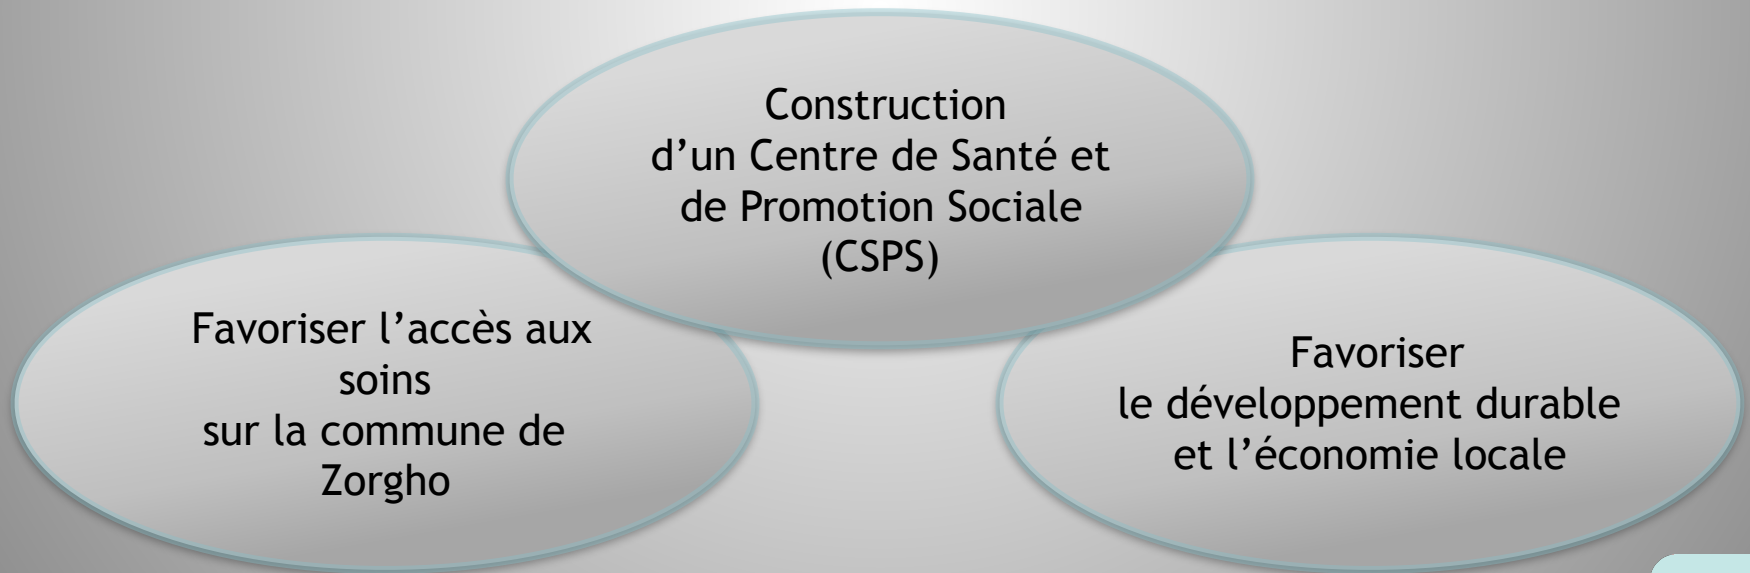 Construction
d’un Centre de Santé et
de Promotion Sociale
(CSPS)
Favoriser l’accès aux
soins
sur la commune de
Zorgho
Favoriser
le développement durable
et l’économie locale